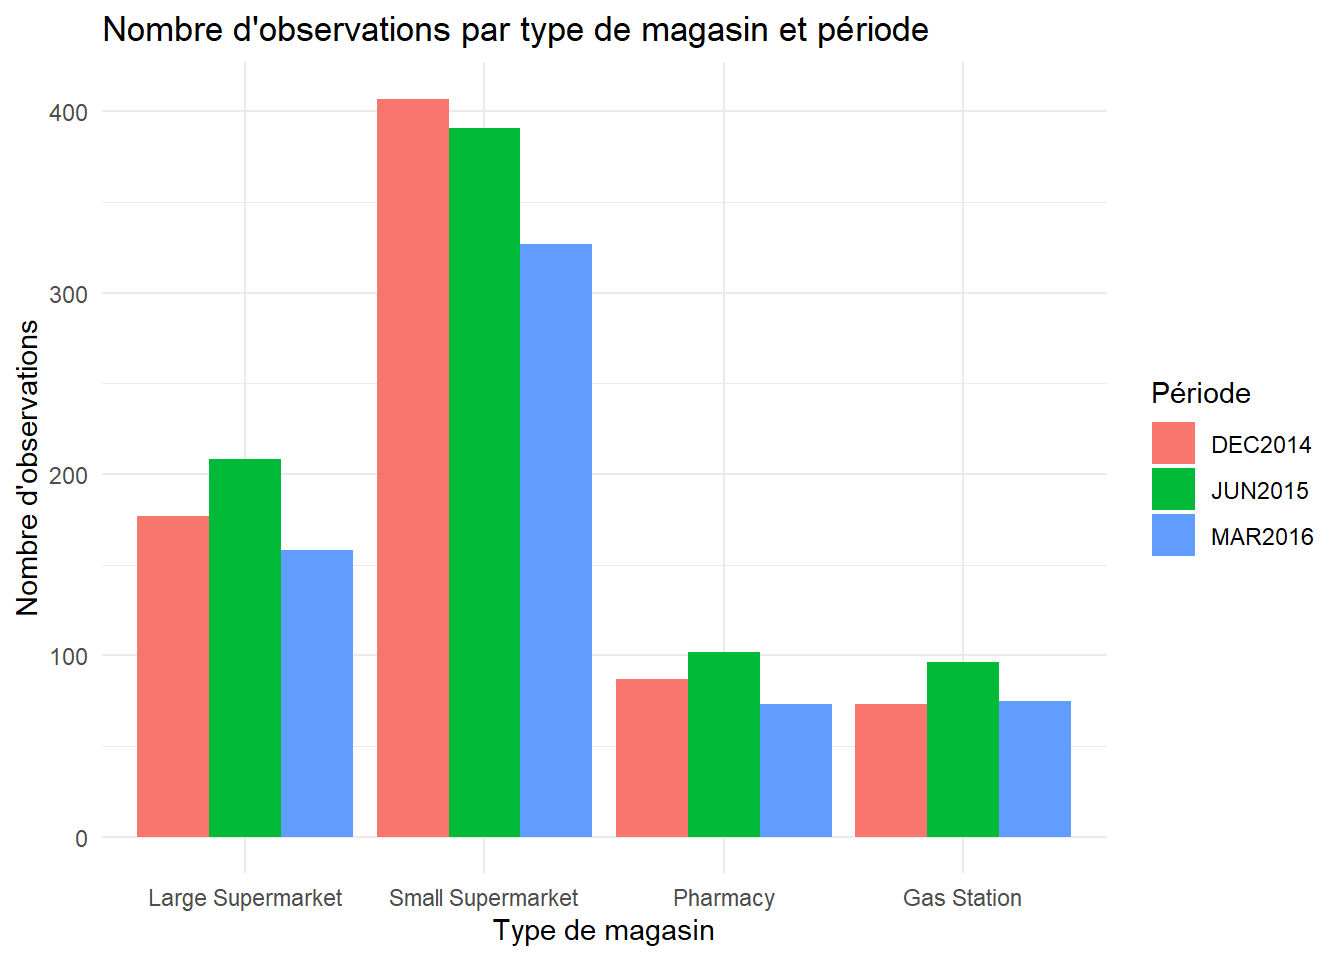 Nombre d'observations par type de magasin et période
Nombre d'observations
400
300
200
100
0
Large Supermarket
Small Supermarket
Pharmacy
Gas Station
Type de magasin
Période
DEC2014
JUN2015
MAR2016